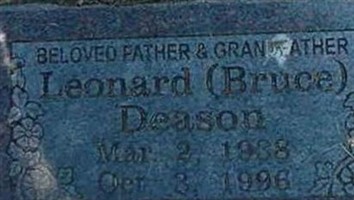 BELOVED FATHER & GRANDFATHER
Leonard (Bruce)
Deason
Mar. 2, 1938
Oct. 3, 1996